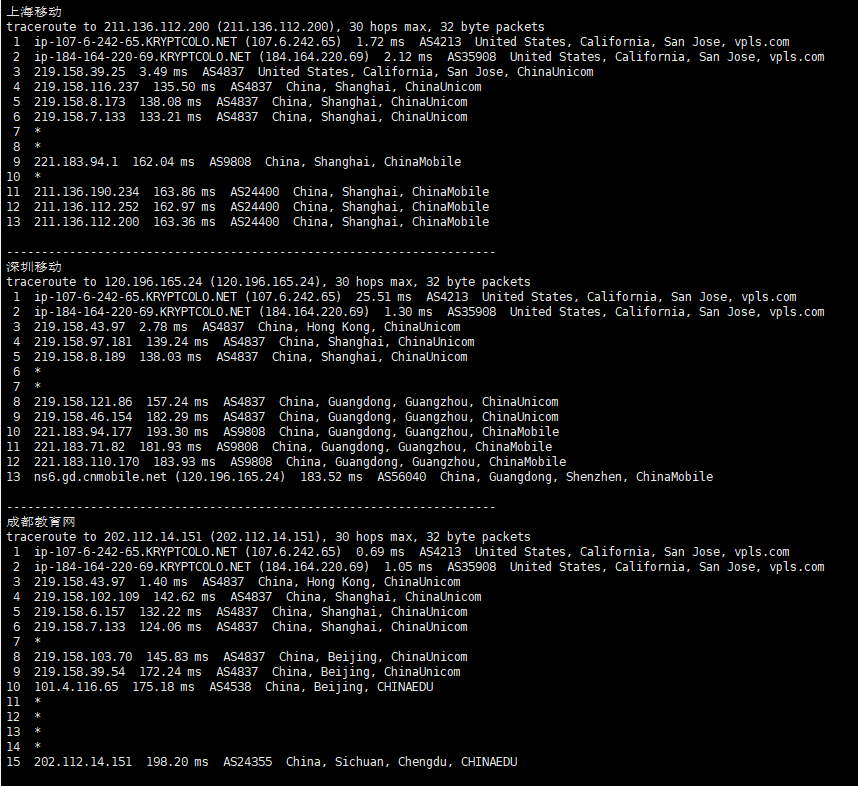 上海移动
traceroute to 211.136.112.200 (211.136.112.200), 30 hops max, 32 byte packets
1 ip-107-6-242-65.KRYPTCOLO.NET (107.6.242.65) 1.72 ms AS4213 United States, California, San Jose, vpls.com
2 ip-184-164-220-69.KRYPTCOLO.NET (184.164.220.69) 2.12 ms AS35908 United States, California, San Jose, vpls.com
3 219.158.39.25 3.49 ms AS4837 United States, California, San Jose, ChinaUnicom
4 219.158.116.237 135.50 ms AS4837 China, Shanghai, ChinaUnicom
5 219.158.8.173 138.08 ms AS4837 China, Shanghai, ChinaUnicom
6 219.158.7.133 133.21 ms AS4837 China, Shanghai, ChinaUnicom
7 *
8 *
9 221.183.94.1 162.04 ms AS9808 China, Shanghai, ChinaMobile
10 *
11 211.136.190.234 163.86 ms AS24400 China, Shanghai, ChinaMobile
12 211.136.112.252 162.97 ms AS24400 China, Shanghai, ChinaMobile
13 211.136.112.200 163.36 ms AS24400 China, Shanghai, ChinaMobile
----------------------------------------------------------------------
深圳移动
traceroute to 120.196.165.24 (120.196.165.24), 30 hops max, 32 byte packets
1 ip-107-6-242-65.KRYPTCOLO.NET (107.6.242.65) 25.51 ms AS4213 United States, California, San Jose, vpls.com
2 ip-184-164-220-69.KRYPTCOLO.NET (184.164.220.69) 1.30 ms AS35908 United States, California, San Jose, vpls.com
3 219.158.43.97 2.78 ms AS4837 China, Hong Kong, ChinaUnicom
4 219.158.97.181 139.24 ms AS4837 China, Shanghai, ChinaUnicom
5 219.158.8.189 138.03 ms AS4837 China, Shanghai, ChinaUnicom
6 *
7 *
8 219.158.121.86 157.24 ms AS4837 China, Guangdong, Guangzhou, ChinaUnicom
9 219.158.46.154 182.29 ms AS4837 China, Guangdong, Guangzhou, ChinaUnicom
10 221.183.94.177 193.30 ms AS9808 China, Guangdong, Guangzhou, ChinaMobile
11 221.183.71.82 181.93 ms AS9808 China, Guangdong, Guangzhou, ChinaMobile
12 221.183.110.170 183.93 ms AS9808 China, Guangdong, Guangzhou, ChinaMobile
13 ns6.gd.cnmobile.net (120.196.165.24) 183.52 ms AS56040 China, Guangdong, Shenzhen, ChinaMobile
----------------------------------------------------------------------
成都教育网
traceroute to 202.112.14.151 (202.112.14.151), 30 hops max, 32 byte packets
1 ip-107-6-242-65.KRYPTCOLO.NET (107.6.242.65) 0.69 ms AS4213 United States, California, San Jose, vpls.com
2 ip-184-164-220-69.KRYPTCOLO.NET (184.164.220.69) 1.05 ms AS35908 United States, California, San Jose, vpls.com
3 219.158.43.97 1.40 ms AS4837 China, Hong Kong, ChinaUnicom
4 219.158.102.109 142.62 ms AS4837 China, Shanghai, ChinaUnicom
5 219.158.6.157 132.22 ms AS4837 China, Shanghai, ChinaUnicom
6 219.158.7.133 124.06 ms AS4837 China, Shanghai, ChinaUnicom
7 *
8 219.158.103.70 145.83 ms AS4837 China, Beijing, ChinaUnicom
9 219.158.39.54 172.24 ms AS4837 China, Beijing, ChinaUnicom
10 101.4.116.65 175.18 ms AS4538 China, Beijing, CHINAEDU
11 *
12 *
13 *
14 *
15 202.112.14.151 198.20 ms AS24355 China, Sichuan, Chengdu, CHINAEDU